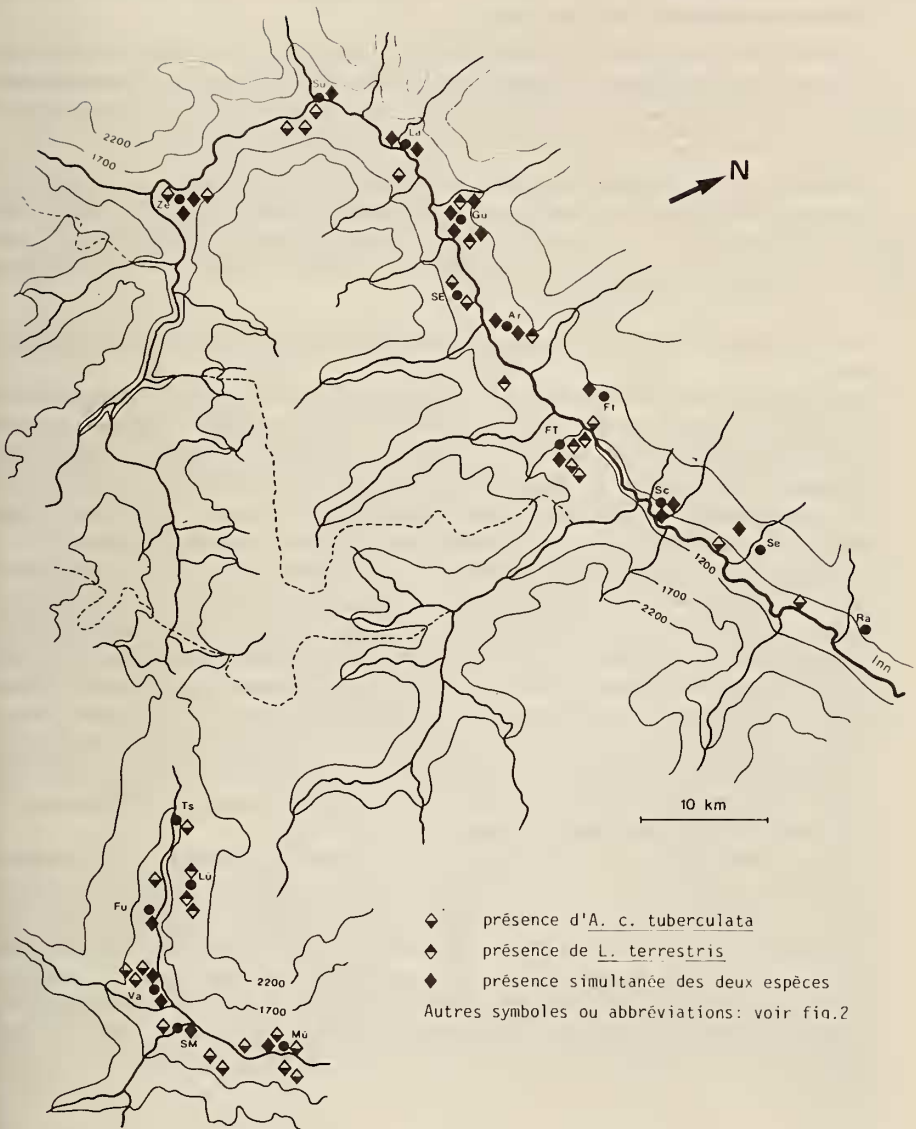 Su
2200
1700
Ld
N
Ze
Gu
SE
Ar
Ft
FT
Sc
Se
1200
1700
2200
Ra
Inn
10 km
Ts
Lü
Fu
Va
2200
1700
SM
Mü
présence d'A. c. tuberculata
présence de L. terrestris
présence simultanée des deux espèces
Autres symboles ou abbréviations: voir fig.2